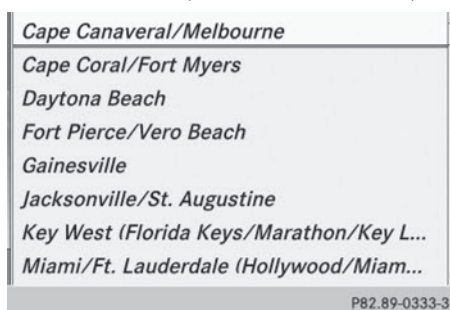 Cape Canaveral/Melbourne
Cape Coral/Fort Myers
Daytona Beach
Fort Pierce/Vero Beach
Gainesville
Jacksonville/St. Augustine
Key West (Florida Keys/Marathon/Key L...
Miami/Ft. Lauderdale (Hollywood/Miam...
P82.89-0333-3